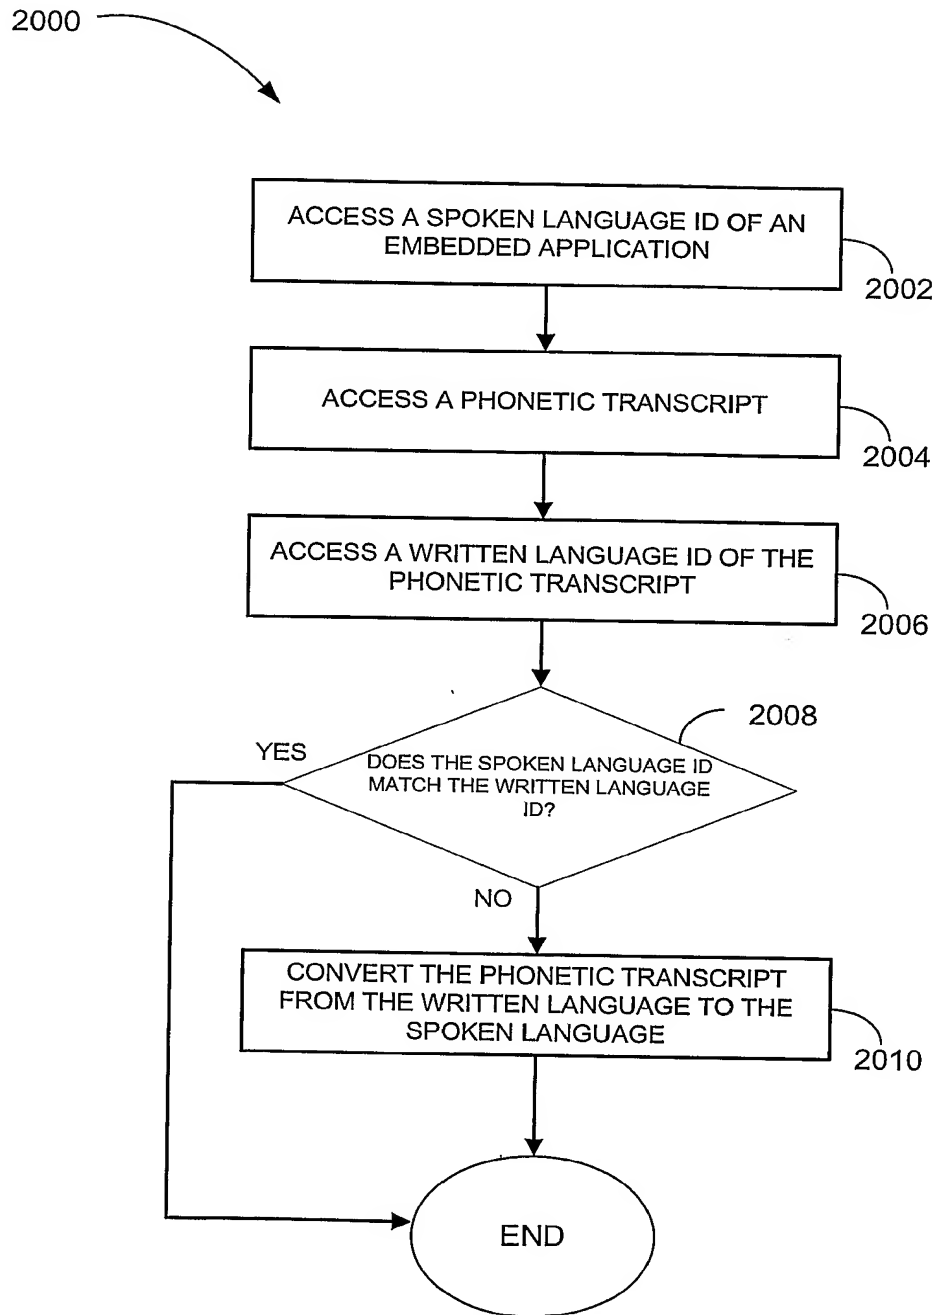 2000
ACCESS A SPOKEN LANGUAGE ID OF AN
EMBEDDED APPLICATION
2002
ACCESS A PHONETIC TRANSCRIPT
2004
ACCESS A WRITTEN LANGUAGE ID OF THE
PHONETIC TRANSCRIPT
2006
2008
YES
DOES THE SPOKEN LANGUAGE ID
MATCH THE WRITTEN LANGUAGE
ID?
NO
CONVERT THE PHONETIC TRANSCRIPT
FROM THE WRITTEN LANGUAGE TO THE
SPOKEN LANGUAGE
2010
END